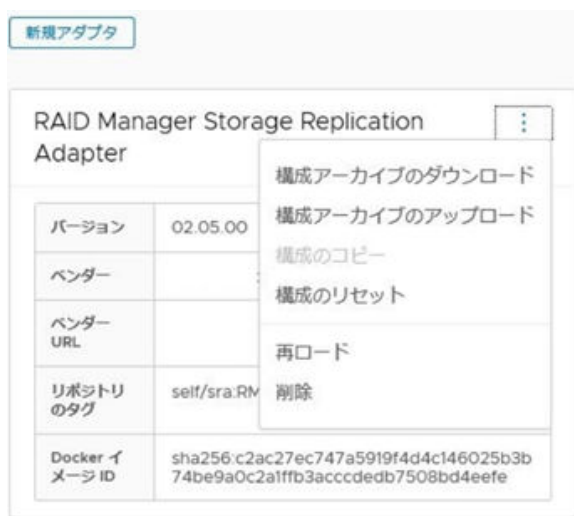 新規アダプタ
RAID Manager Storage Replication
Adapter
構成アーカイブのダウンロード
構成アーカイブのアップロード
構成のコピー
構成のリセット
再ロード
削除
バージョン 02.05.00
ベンダー :
ベンダー
URL
リポジトリ
のタグ self/sra:RM
Docker イ
メージ ID sha256:c2ac27ec747a5919f4d4c146025b3b
74be9a0c2a1ffb3acccdedb7508bd4eefe